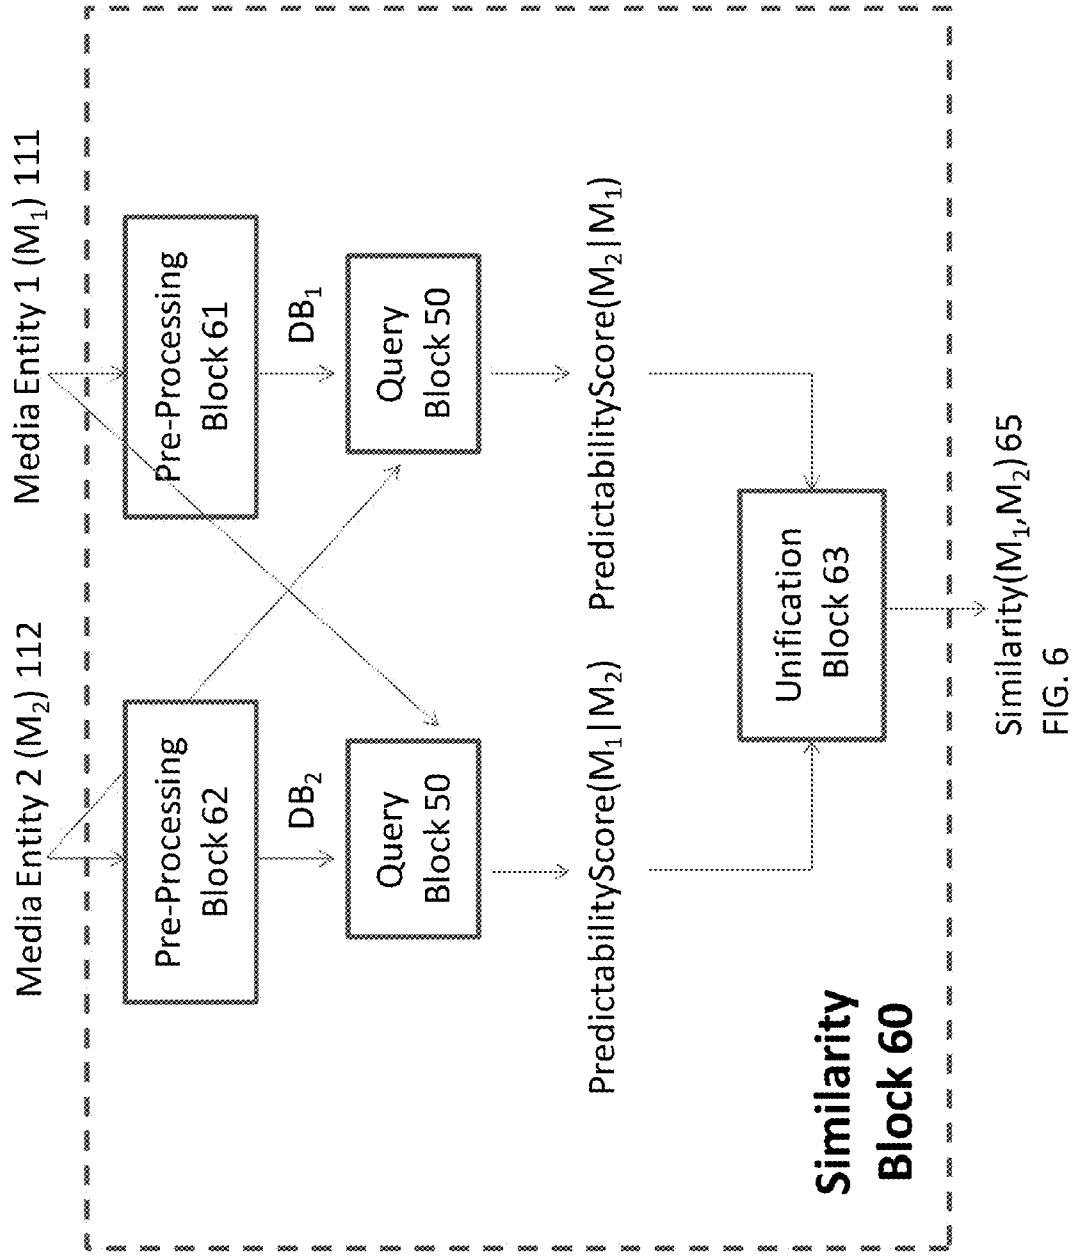 Media Entity 2 (M₂) 112
Media Entity 1 (M₁) 111
Pre-Processing
Block 62
Pre-Processing
Block 61
DB₂
DB₁
Query
Block 50
Query
Block 50
PredictabilityScore(M₁|M₂)
PredictabilityScore(M₂|M₁)
Unification
Block 63
Similarity
Block 60
Similarity(M₁,M₂) 65
FIG. 6